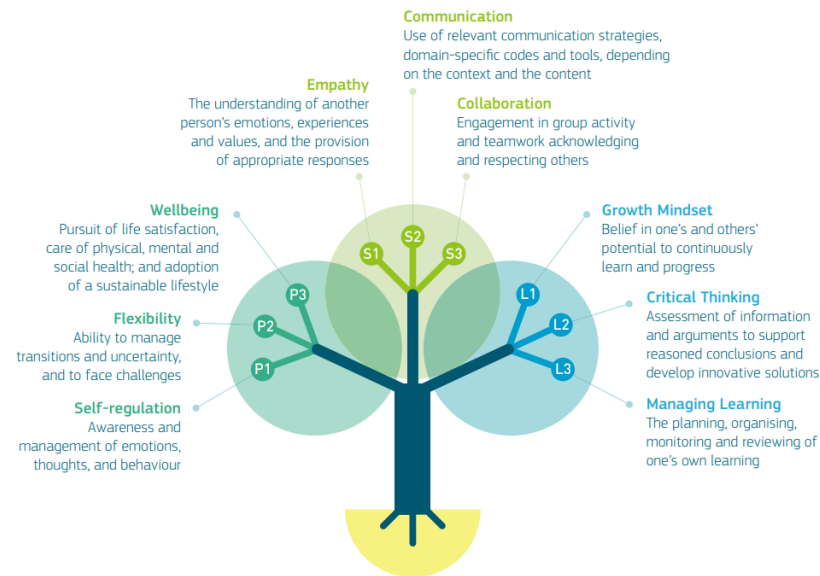 Communication
Use of relevant communication strategies,
domain-specific codes and tools, depending
on the context and the content
Empathy
The understanding of another
person's emotions, experiences
and values, and the provision
of appropriate responses
Collaboration
Engagement in group activity
and teamwork acknowledging
and respecting others
Wellbeing
Pursuit of life satisfaction,
care of physical, mental and
social health; and adoption
of a sustainable lifestyle
Flexibility
Ability to manage
transitions and uncertainty,
and to face challenges
Self-regulation
Awareness and
management of emotions,
thoughts, and behaviour
P3
P2
P1
S1
S2
S3
L1
L2
L3
Growth Mindset
Belief in one's and others'
potential to continuously
learn and progress
Critical Thinking
Assessment of information
and arguments to support
reasoned conclusions and
develop innovative solutions
Managing Learning
The planning, organising,
monitoring and reviewing of
one's own learning